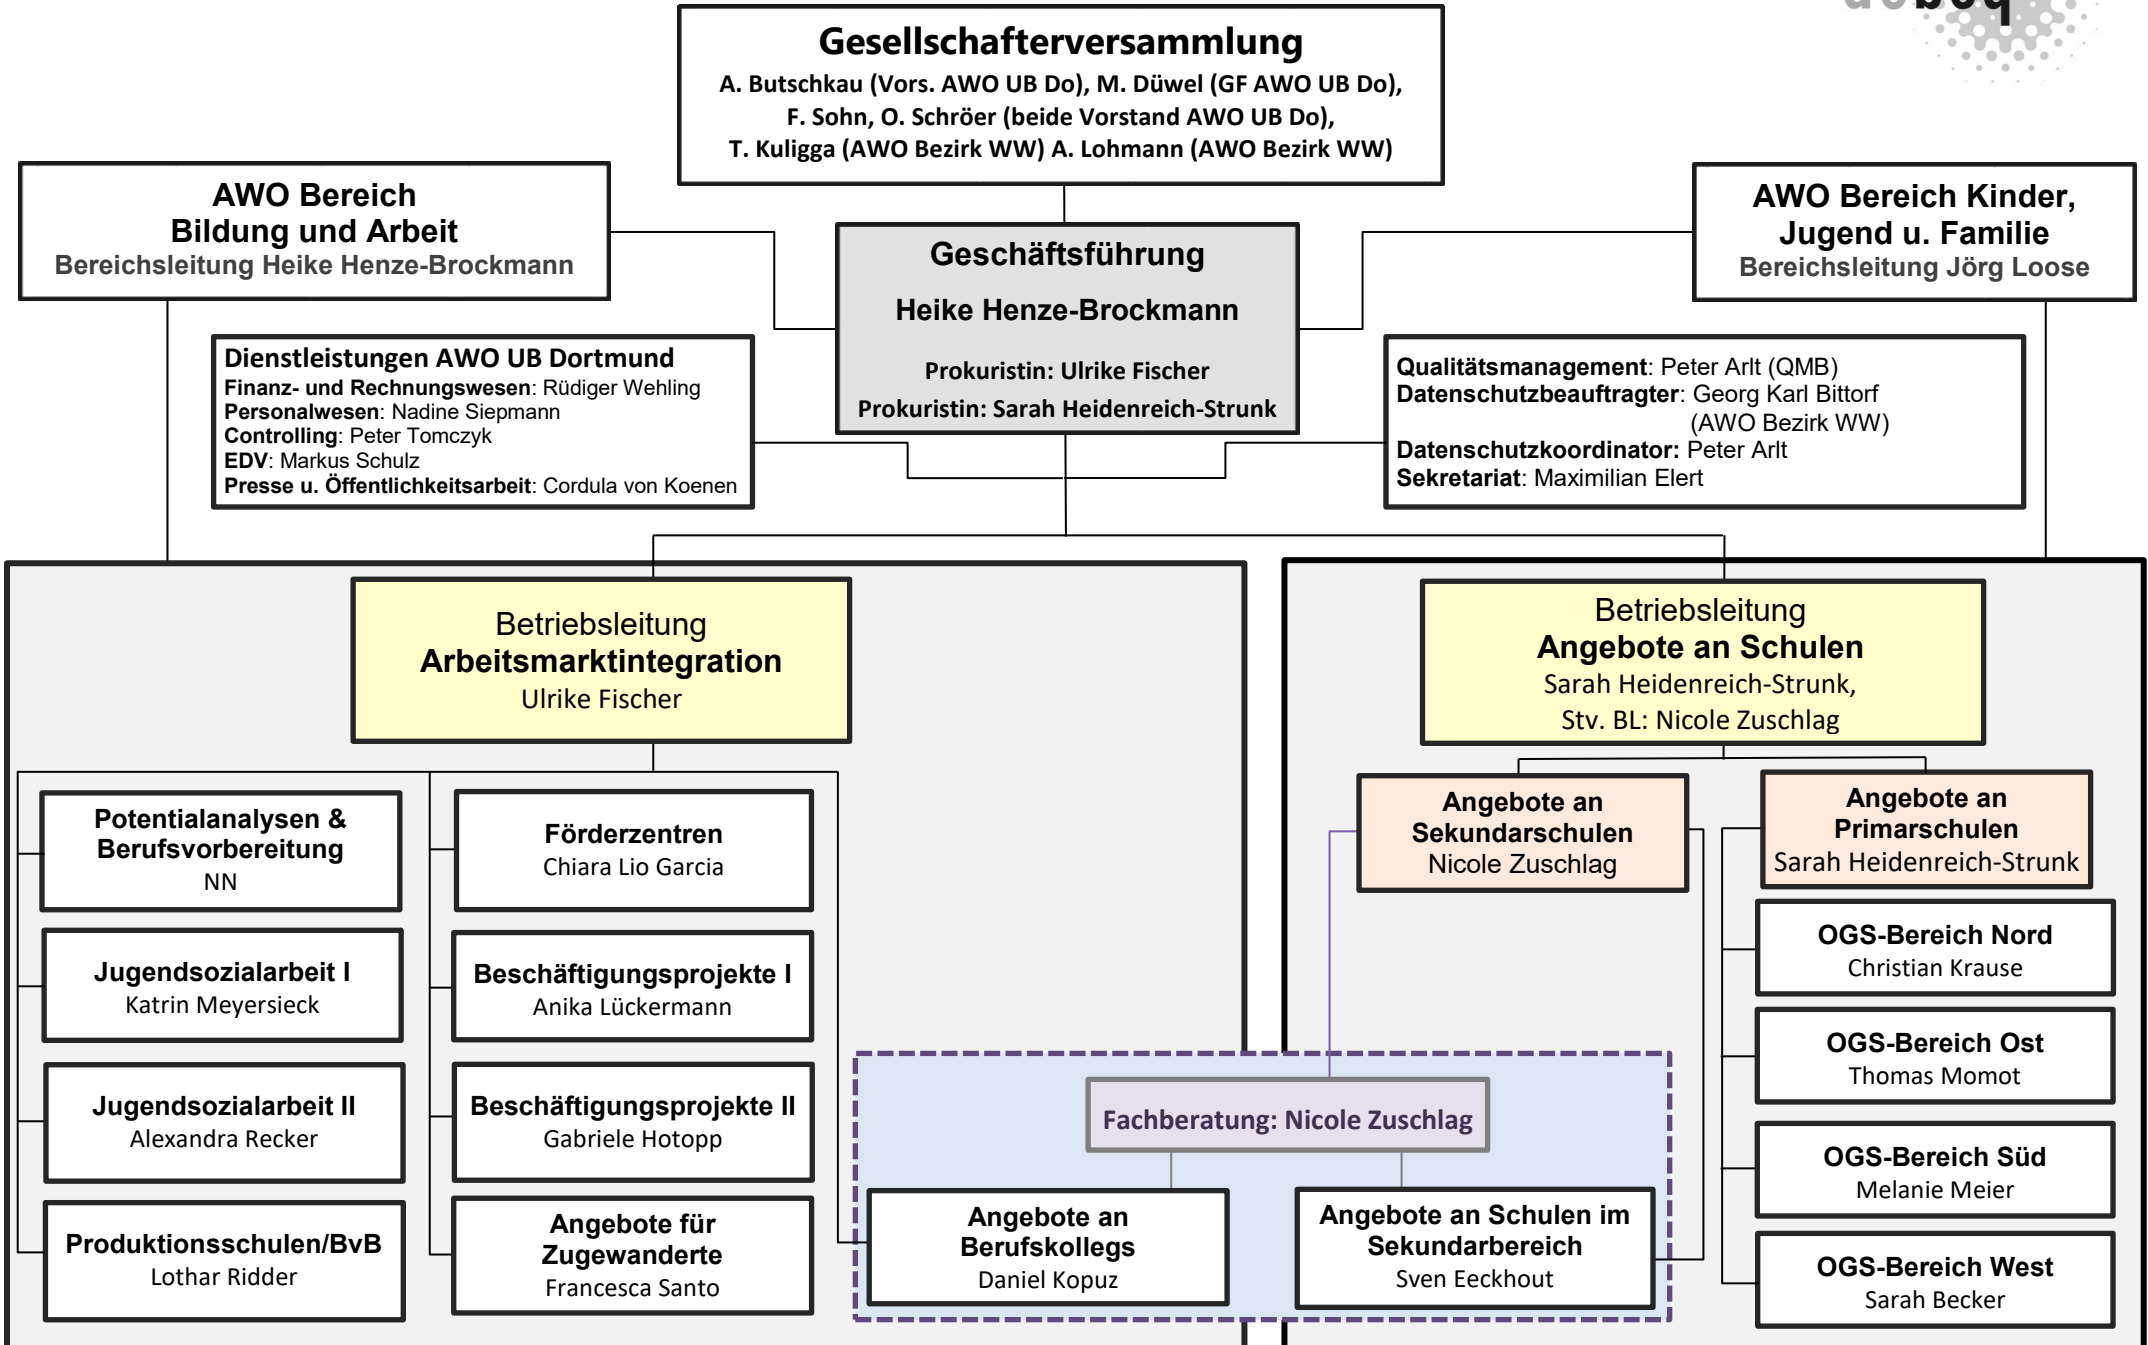 Gesellschafterversammlung
A. Butschkau (Vors. AWO UB Do), M. Düwel (GF AWO UB Do),
F. Sohn, O. Schröer (beide Vorstand AWO UB Do),
T. Kuligga (AWO Bezirk WW) A. Lohmann (AWO Bezirk WW)
AWO Bereich
Bildung und Arbeit
Bereichsleitung Heike Henze-Brockmann
Geschäftsführung
Heike Henze-Brockmann
Prokuristin: Ulrike Fischer
Prokuristin: Sarah Heidenreich-Strunk
AWO Bereich Kinder,
Jugend u. Familie
Bereichsleitung Jörg Loose
Dienstleistungen AWO UB Dortmund
Finanz- und Rechnungswesen: Rüdiger Wehling
Personalwesen: Nadine Siepmann
Controlling: Peter Tomczyk
EDV: Markus Schulz
Presse u. Öffentlichkeitsarbeit: Cordula von Koenen
Qualitätsmanagement: Peter Arlt (QMB)
Datenschutzbeauftragter: Georg Karl Bittorf
(AWO Bezirk WW)
Datenschutzkoordinator: Peter Arlt
Sekretariat: Maximilian Elert
Betriebsleitung
Arbeitsmarktintegration
Ulrike Fischer
Betriebsleitung
Angebote an Schulen
Sarah Heidenreich-Strunk,
Stv. BL: Nicole Zuschlag
Potentialanalysen &
Berufsvorbereitung
NN
Jugendsozialarbeit I
Katrin Meyersieck
Jugendsozialarbeit II
Alexandra Recker
Produktionsschulen/BvB
Lothar Ridder
Förderzentren
Chiara Lio Garcia
Beschäftigungsprojekte I
Anika Lückermann
Beschäftigungsprojekte II
Gabriele Hotopp
Angebote für
Zugewanderte
Francesca Santo
Angebote an
Sekundarschulen
Nicole Zuschlag
Angebote an
Primarschulen
Sarah Heidenreich-Strunk
Fachberatung: Nicole Zuschlag
Angebote an
Berufskollegs
Daniel Kopuz
Angebote an Schulen im
Sekundarbereich
Sven Eeckhout
OGS-Bereich Nord
Christian Krause
OGS-Bereich Ost
Thomas Momot
OGS-Bereich Süd
Melanie Meier
OGS-Bereich West
Sarah Becker